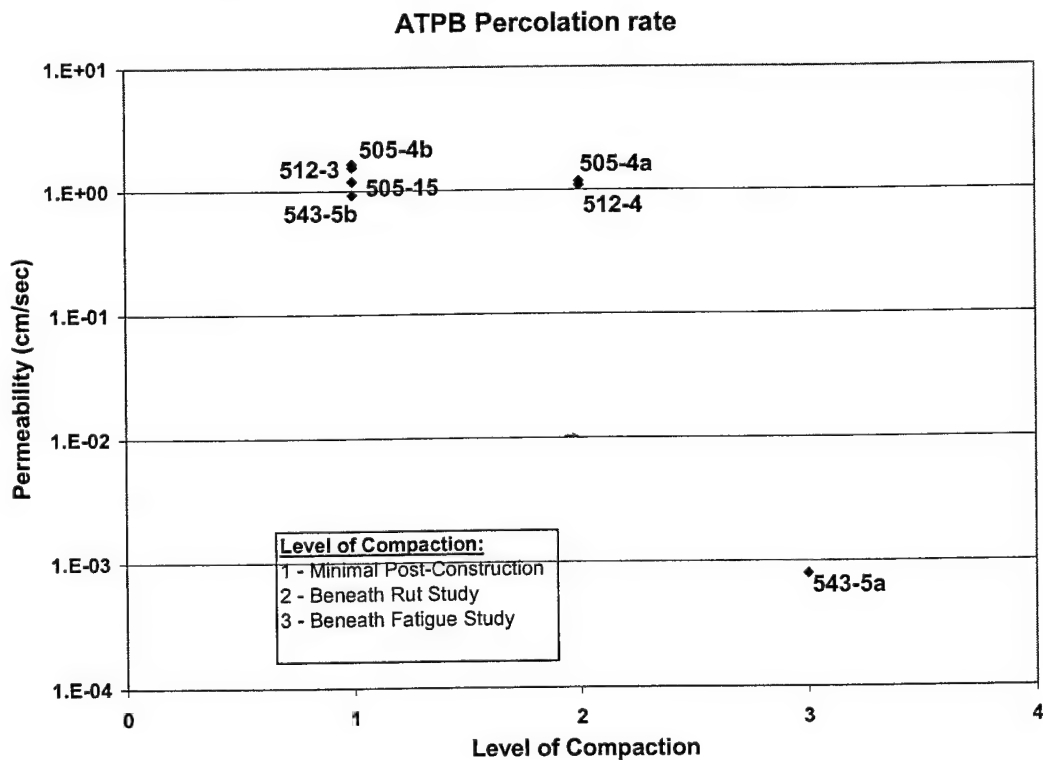 ATPB Percolation rate
1.E+01
1.E+00
1.E-01
1.E-02
1.E-03
1.E-04
Permeability (cm/sec)
505-4b
512-3
505-15
543-5b
505-4a
512-4
543-5a
Level of Compaction:
1 - Minimal Post-Construction
2 - Beneath Rut Study
3 - Beneath Fatigue Study
0 1 2 3 4
Level of Compaction